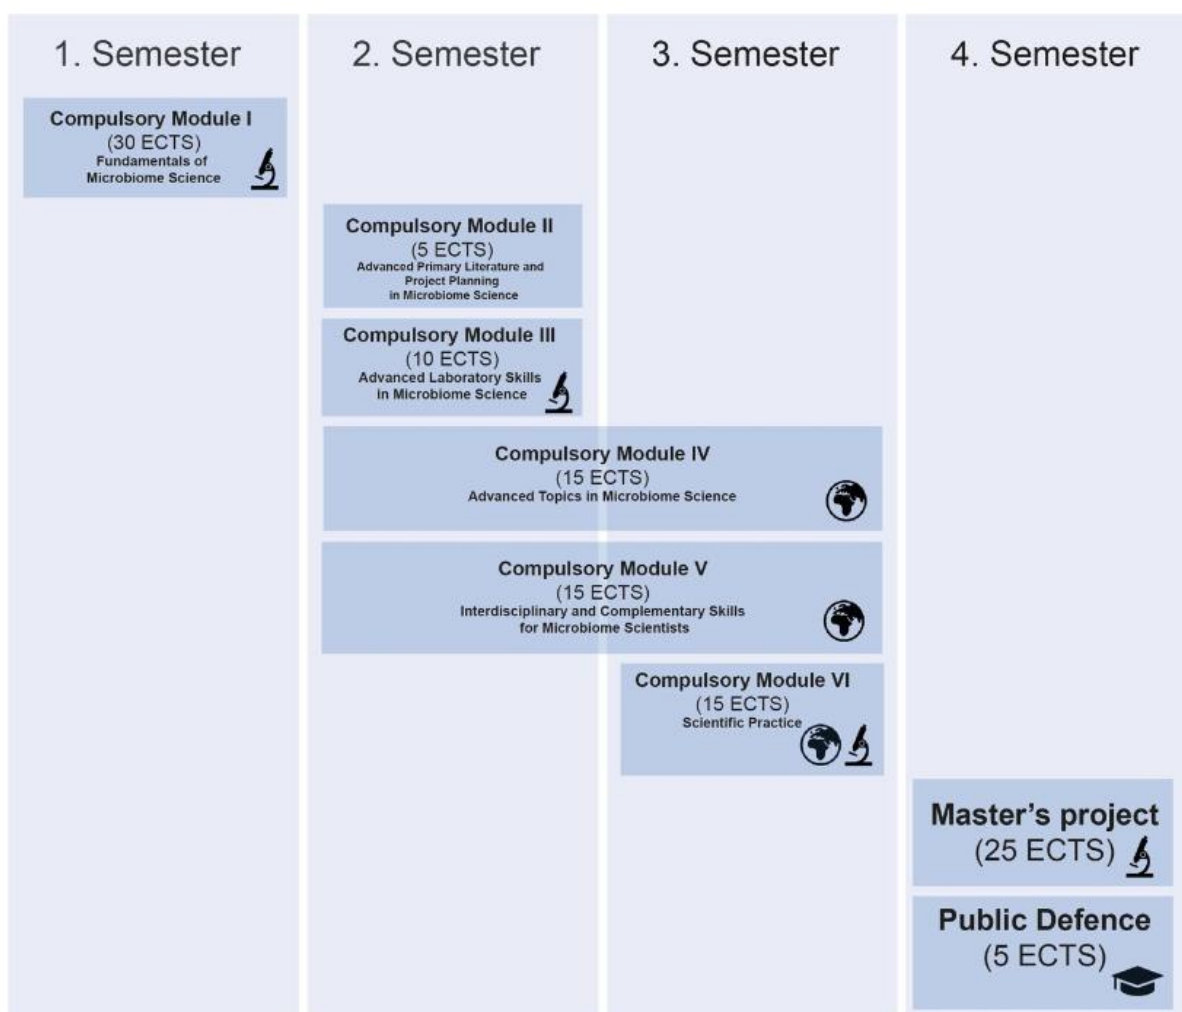 1. Semester
2. Semester
3. Semester
4. Semester
Compulsory Module I
(30 ECTS)
Fundamentals of
Microbiome Science
Compulsory Module II
(5 ECTS)
Advanced Primary Literature and
Project Planning
in Microbiome Science
Compulsory Module III
(10 ECTS)
Advanced Laboratory Skills
in Microbiome Science
Compulsory Module IV
(15 ECTS)
Advanced Topics in Microbiome Science
Compulsory Module V
(15 ECTS)
Interdisciplinary and Complementary Skills
for Microbiome Scientists
Compulsory Module VI
(15 ECTS)
Scientific Practice
Master's project
(25 ECTS)
Public Defence
(5 ECTS)